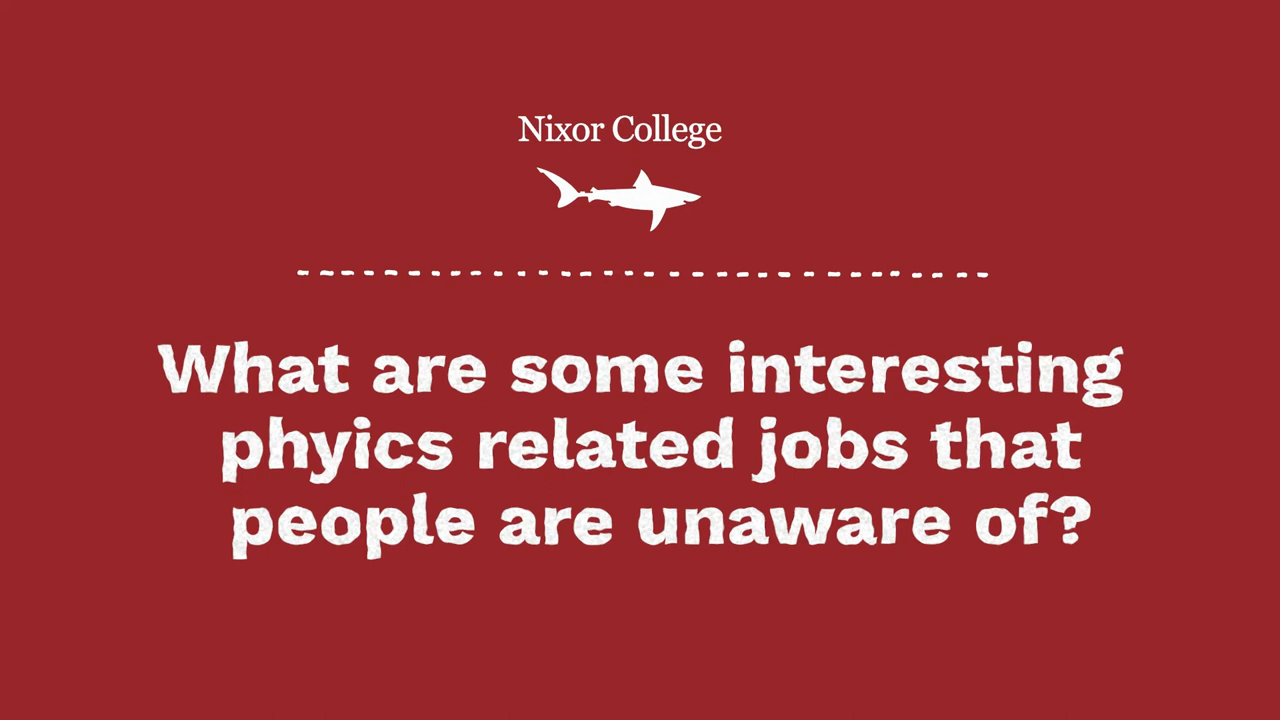 Nixor College
What are some interesting
phyics related jobs that
people are unaware of?